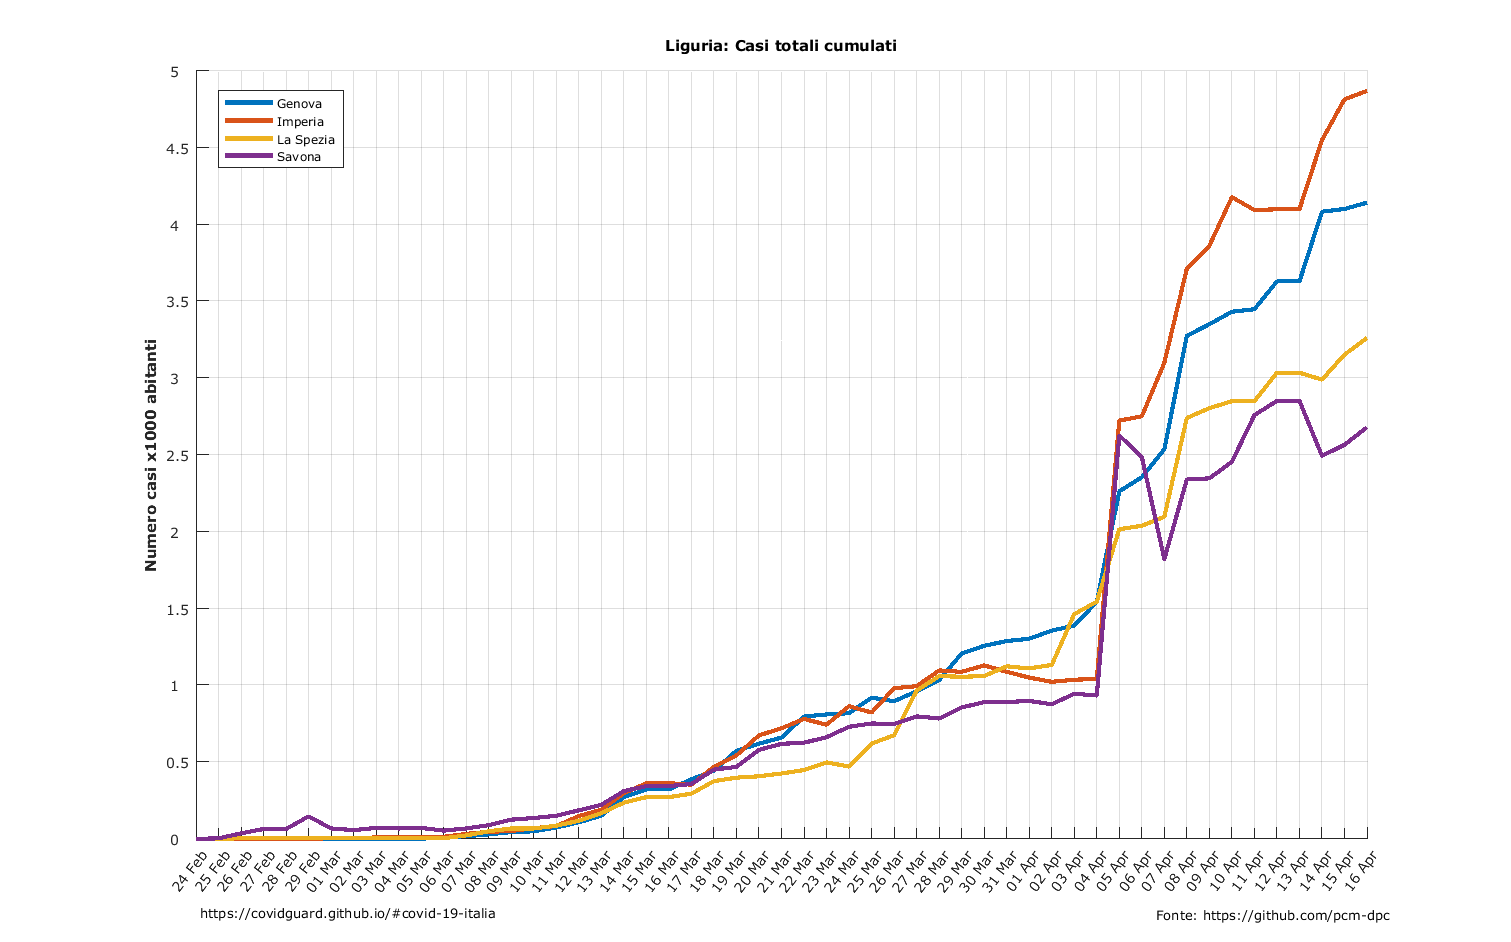 Liguria: Casi totali cumulati
Numero casi x1000 abitanti
5
4.5
4
3.5
3
2.5
2
1.5
1
0.5
0
Genova
Imperia
La Spezia
Savona
24 Feb
25 Feb
26 Feb
27 Feb
28 Feb
29 Feb
01 Mar
02 Mar
03 Mar
04 Mar
05 Mar
06 Mar
07 Mar
08 Mar
09 Mar
10 Mar
11 Mar
12 Mar
13 Mar
14 Mar
15 Mar
16 Mar
17 Mar
18 Mar
19 Mar
20 Mar
21 Mar
22 Mar
23 Mar
24 Mar
25 Mar
26 Mar
27 Mar
28 Mar
29 Mar
30 Mar
31 Mar
01 Apr
02 Apr
03 Apr
04 Apr
05 Apr
06 Apr
07 Apr
08 Apr
09 Apr
10 Apr
11 Apr
12 Apr
13 Apr
14 Apr
15 Apr
16 Apr
https://covidguard.github.io/#covid-19-italia
Fonte: https://github.com/pcm-dpc